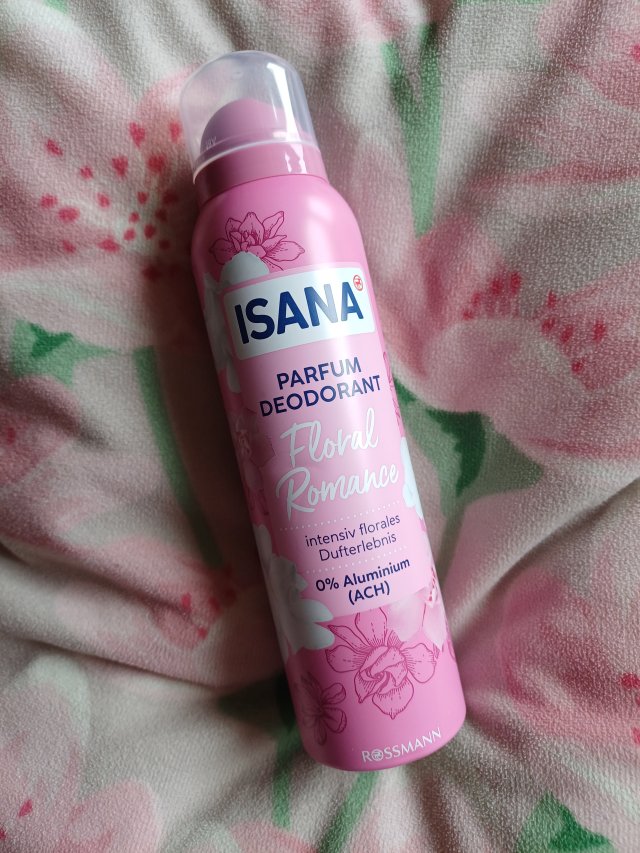 ISANA
PARFUM
DEODORANT
Floral
Romance
intensiv florales
Dufterlebnis
0% Aluminium
(ACH)
ROSSMANN